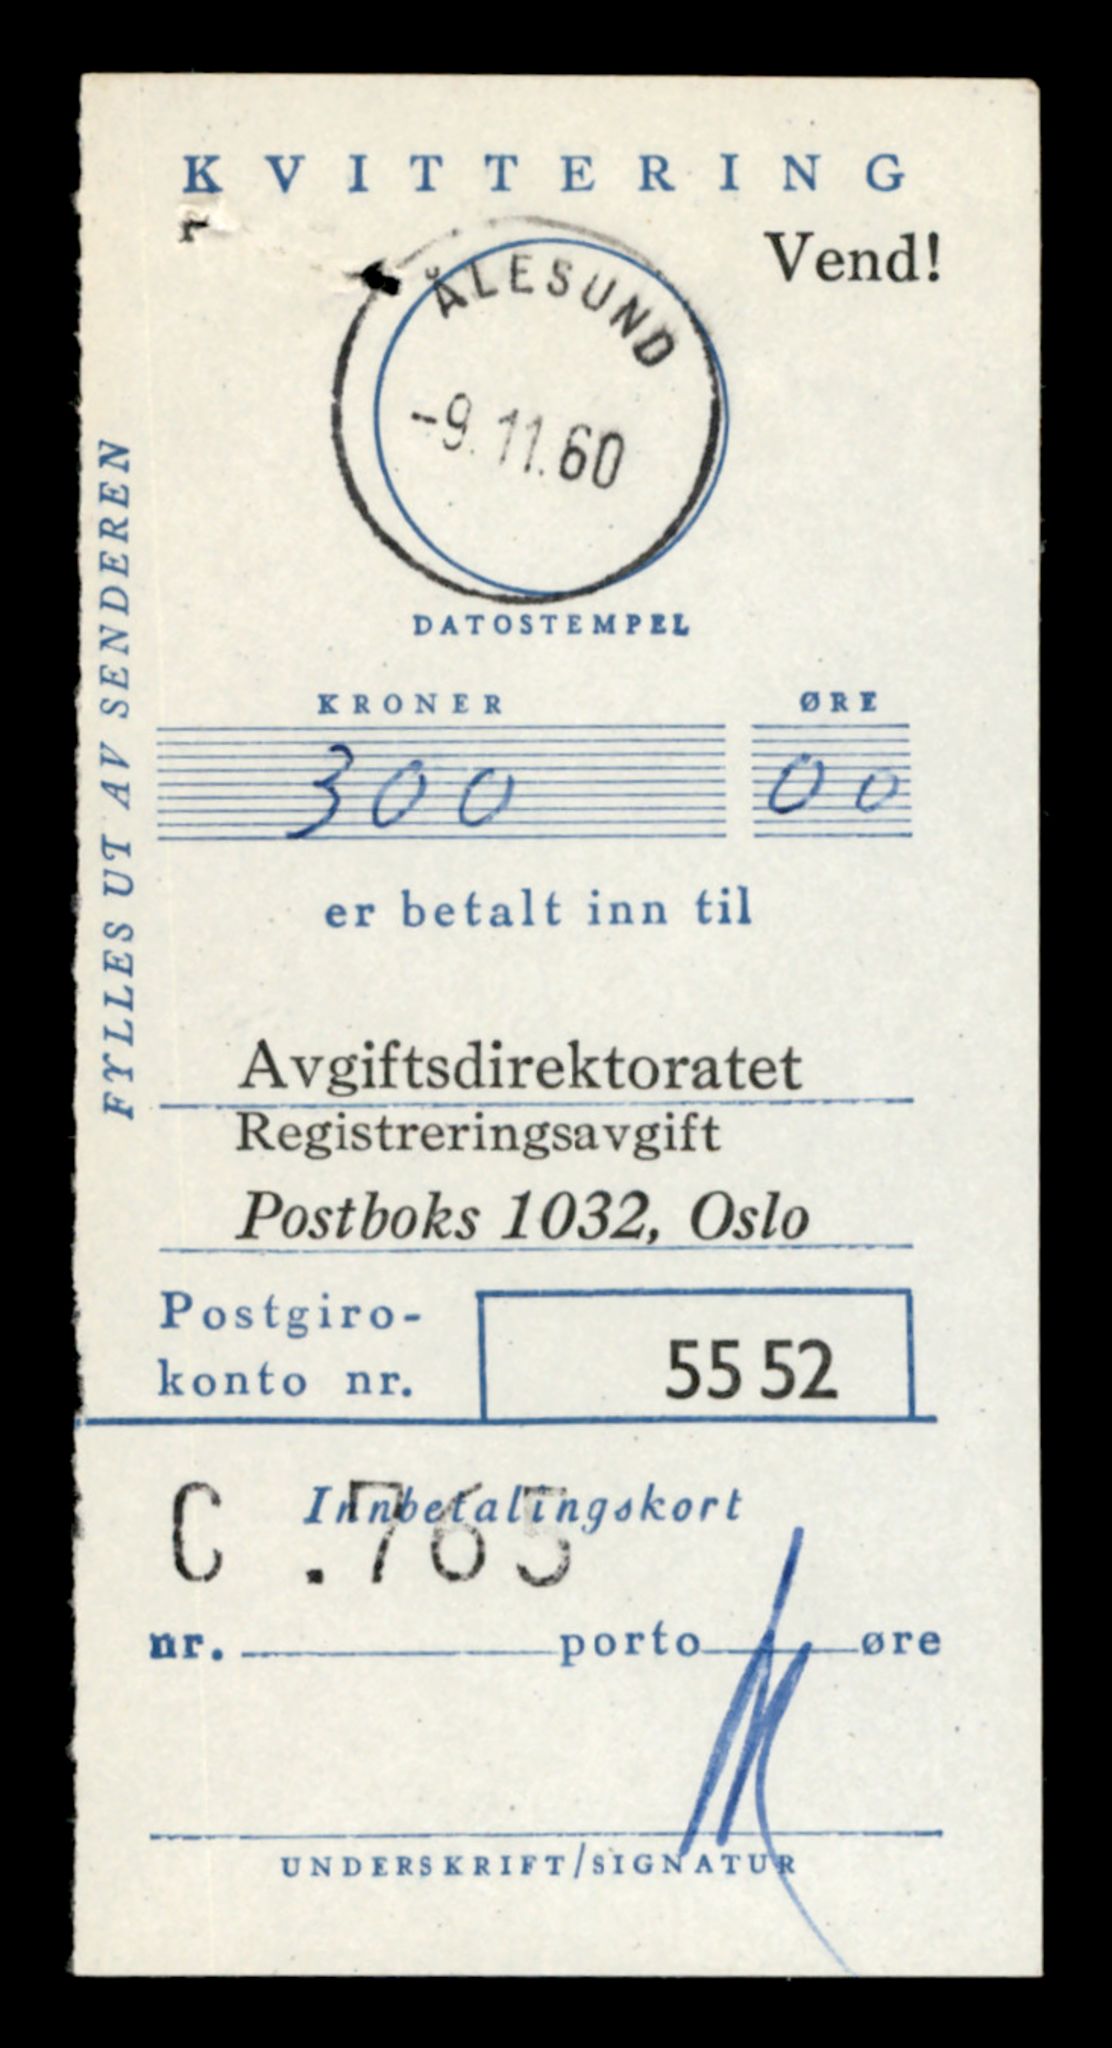 KVITTERING
Vend!
ÅLESUND
-9.11.60
DATOSTEMPEL
FYLLES UT AV SENDEREN
KRONER ØRE
300 00
er betalt inn til
Avgiftsdirektoratet
Registreringsavgift
Postboks 1032, Oslo
Postgiro-
konto nr. 55 52
Innbetalingskort
C .765
nr. porto øre
UNDERSKRIFT/SIGNATUR